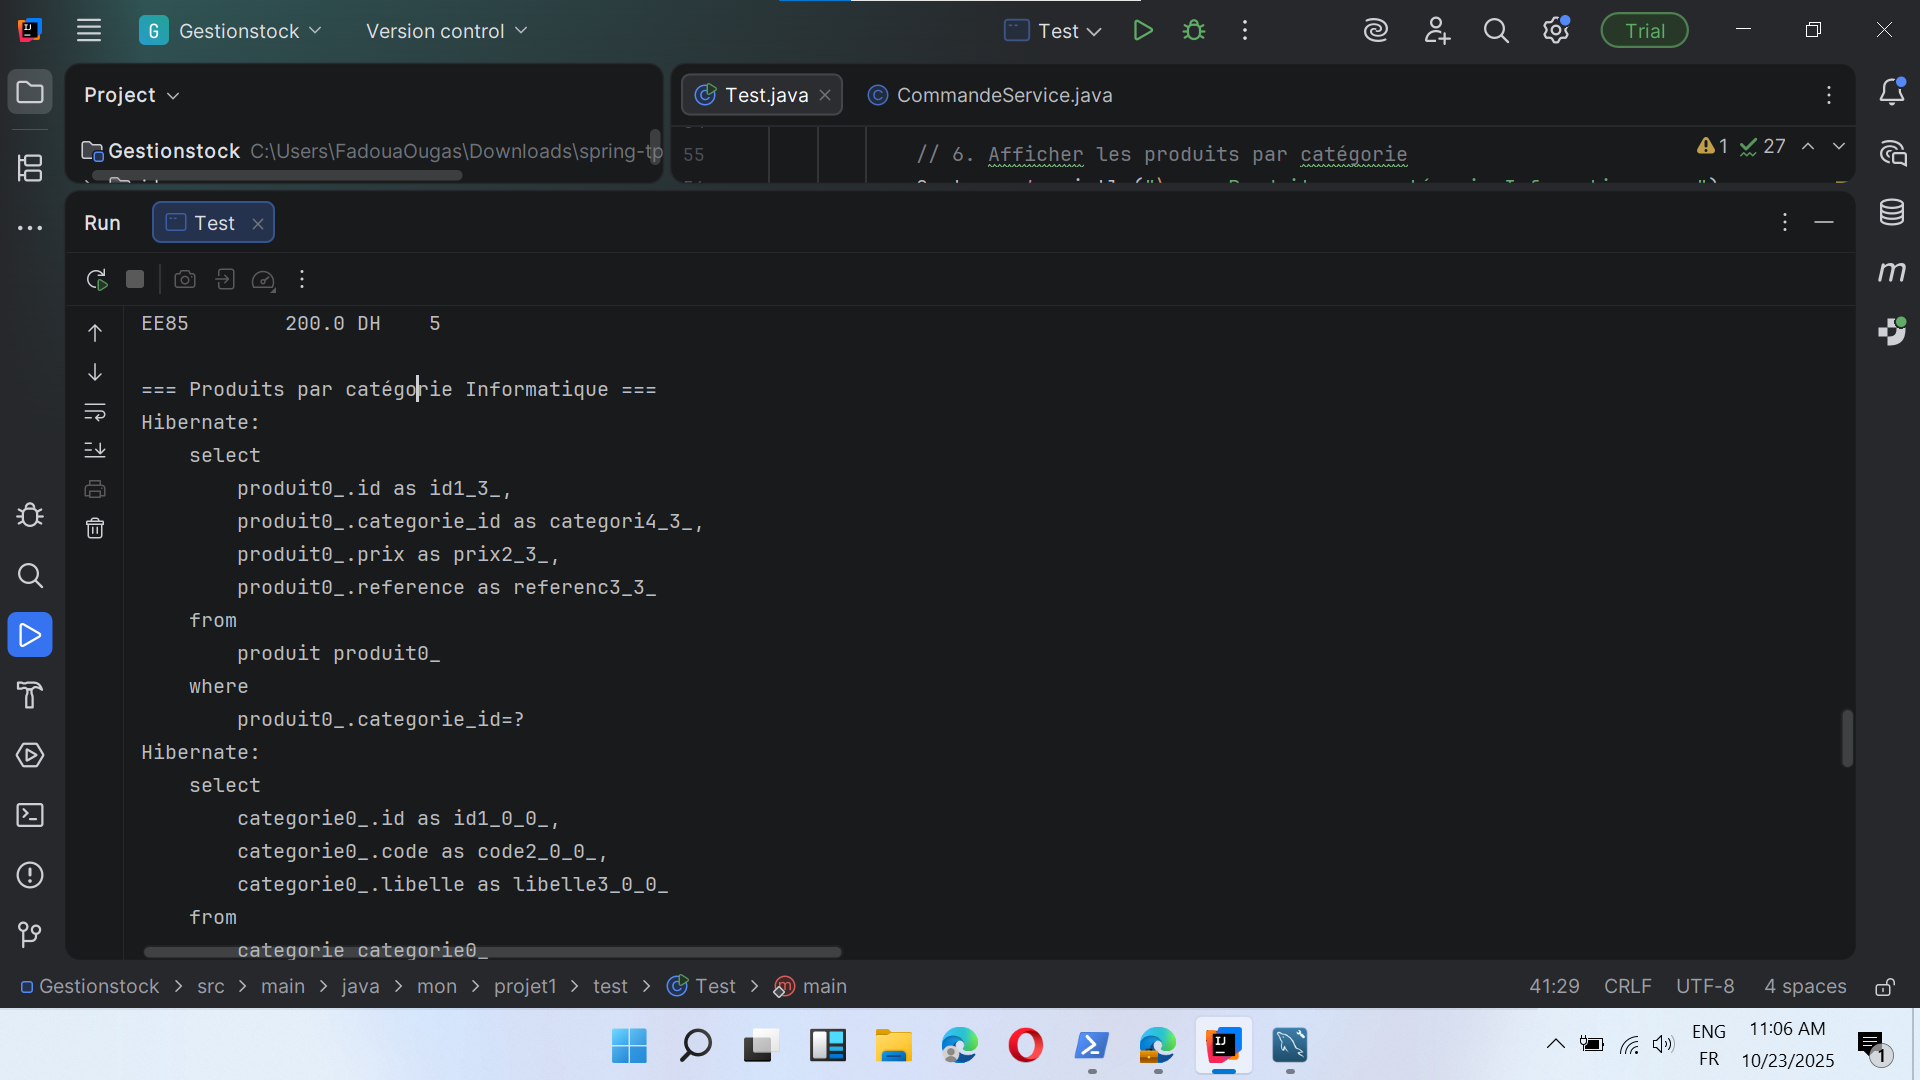 G Gestionstock
Version control
Test
Trial
Project
Test.java
CommandeService.java
Gestionstock C:\Users\FadouaOugas\Downloads\spring-tp
55 // 6. Afficher les produits par catégorie
1 27
Run
Test
EE85 200.0 DH 5
=== Produits par catégorie Informatique ===
Hibernate:
select
produit0_.id as id1_3_,
produit0_.categorie_id as categori4_3_,
produit0_.prix as prix2_3_,
produit0_.reference as referenc3_3_
from
produit produit0_
where
produit0_.categorie_id=?
Hibernate:
select
categorie0_.id as id1_0_0_,
categorie0_.code as code2_0_0_,
categorie0_.libelle as libelle3_0_0_
from
categorie categorie0_
Gestionstock > src > main > java > mon > projet1 > test > Test > main
41:29 CRLF UTF-8 4 spaces
ENG
FR
11:06 AM
10/23/2025
1